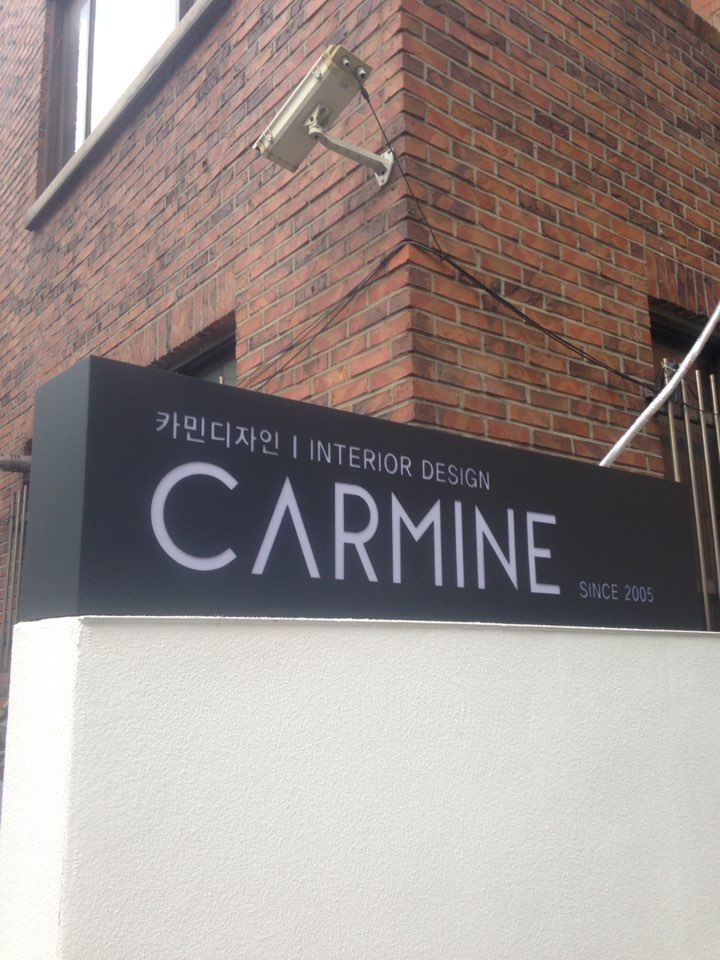 카민디자인 | INTERIOR DESIGN
CARMINE
SINCE 2005